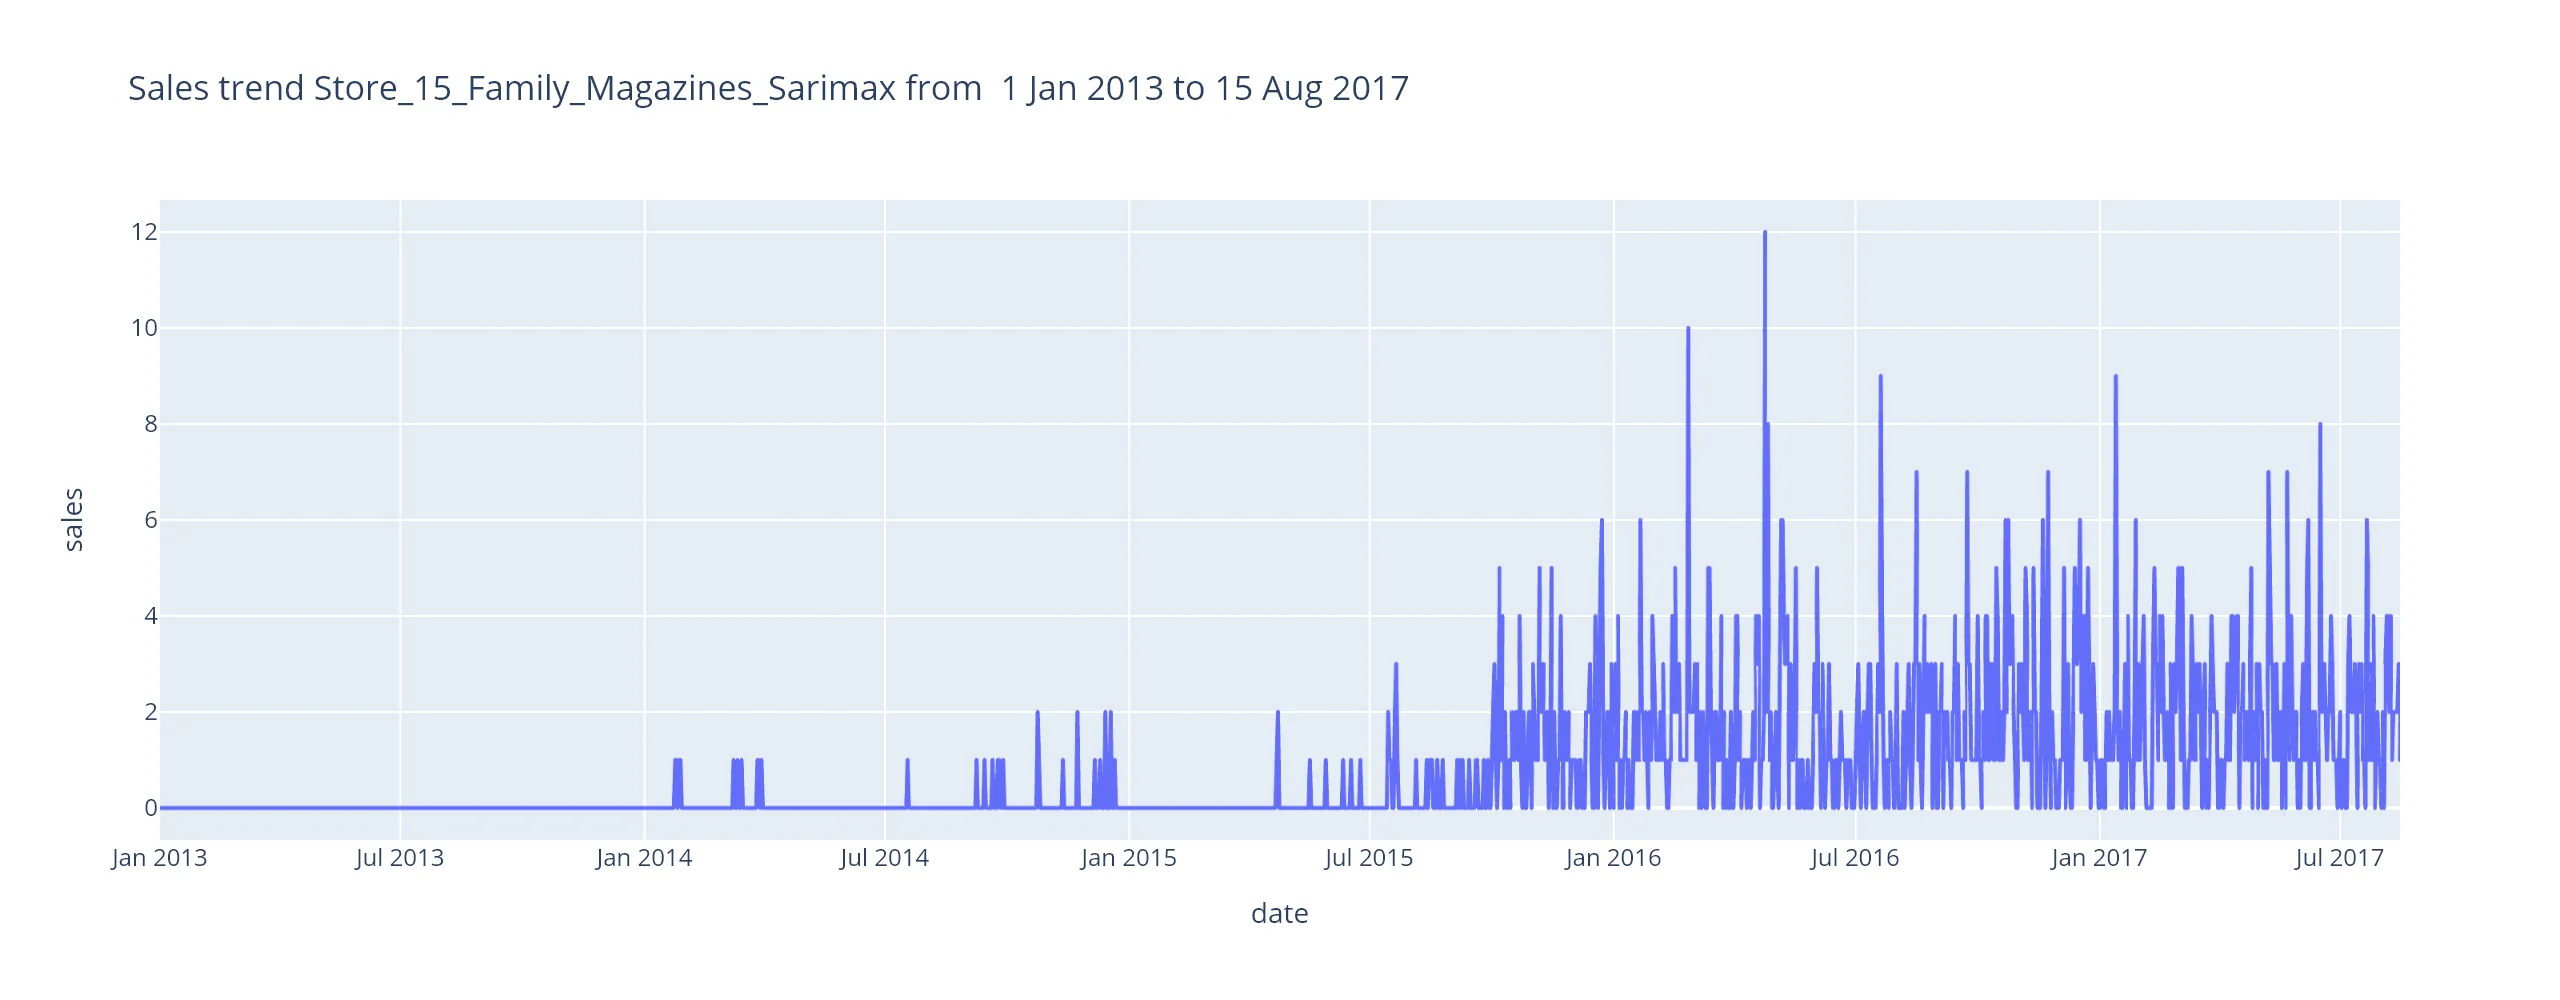 Sales trend Store_15_Family_Magazines_Sarimax from  1 Jan 2013 to 15 Aug 2017
12
10
8
6
4
2
0
sales
Jan 2013 Jul 2013 Jan 2014 Jul 2014 Jan 2015 Jul 2015 Jan 2016 Jul 2016 Jan 2017 Jul 2017
date